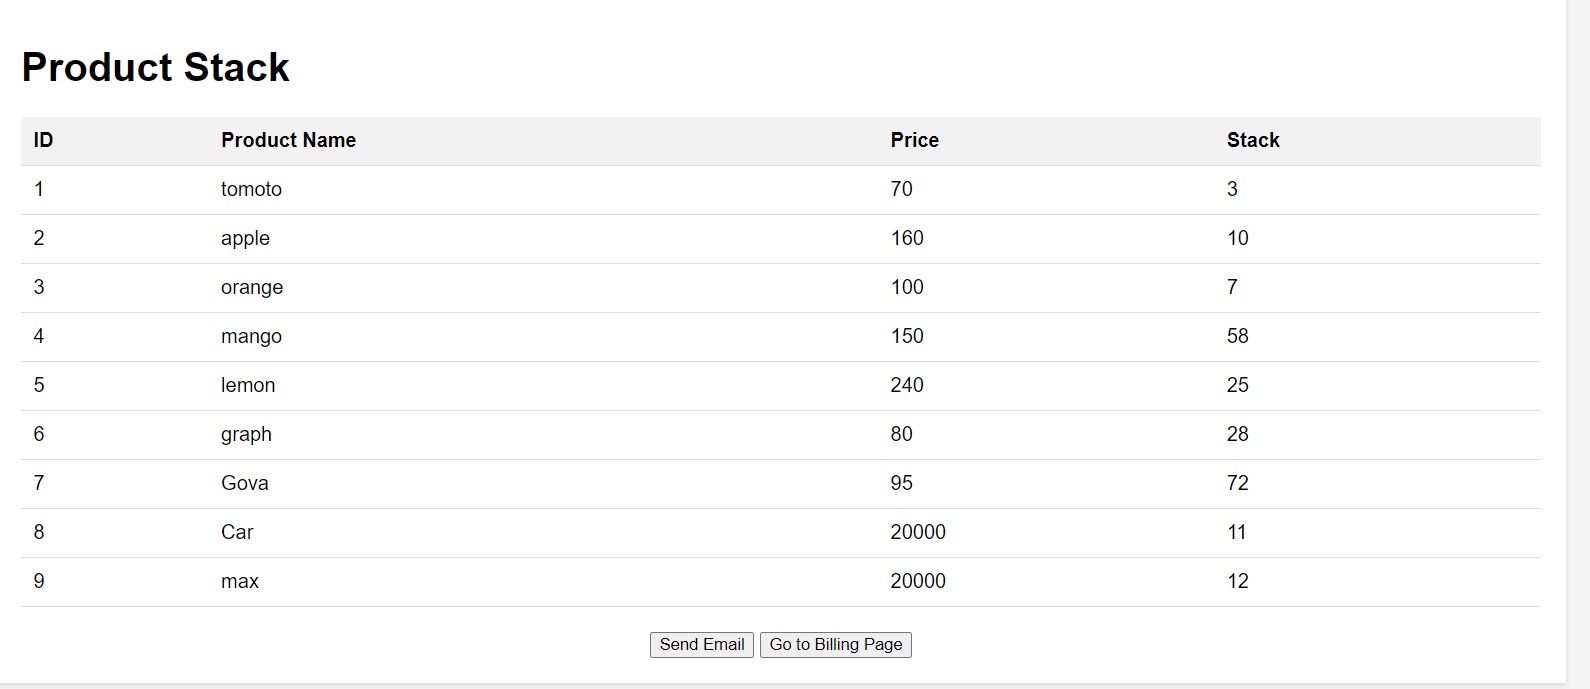 Product Stack
ID Product Name Price Stack
1 tomoto 70 3
2 apple 160 10
3 orange 100 7
4 mango 150 58
5 lemon 240 25
6 graph 80 28
7 Gova 95 72
8 Car 20000 11
9 max 20000 12
Send Email Go to Billing Page